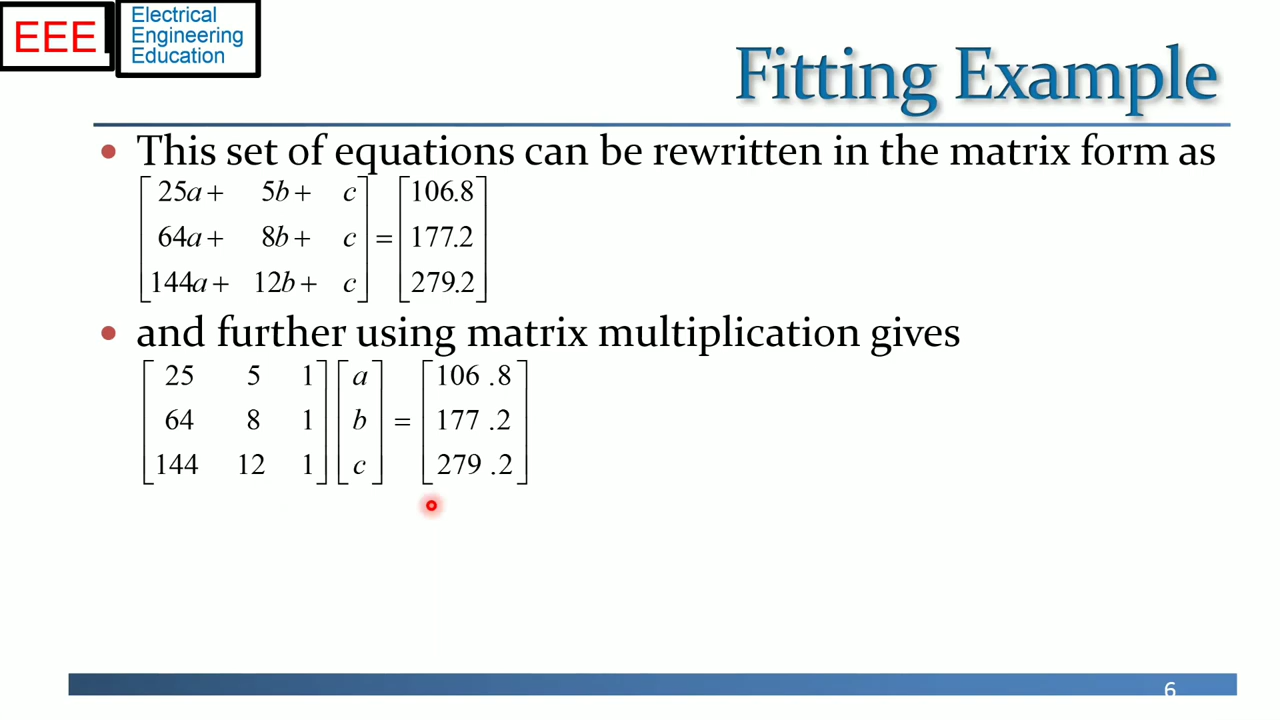 EEE
Electrical
Engineering
Education
Fitting Example
• This set of equations can be rewritten in the matrix form as
[25a + 5b + c] [106.8]
[64a + 8b + c] = [177.2]
[144a + 12b + c] [279.2]
• and further using matrix multiplication gives
[25 5 1] [a] [106 .8]
[64 8 1] [b] = [177 .2]
[144 12 1] [c] [279 .2]
6